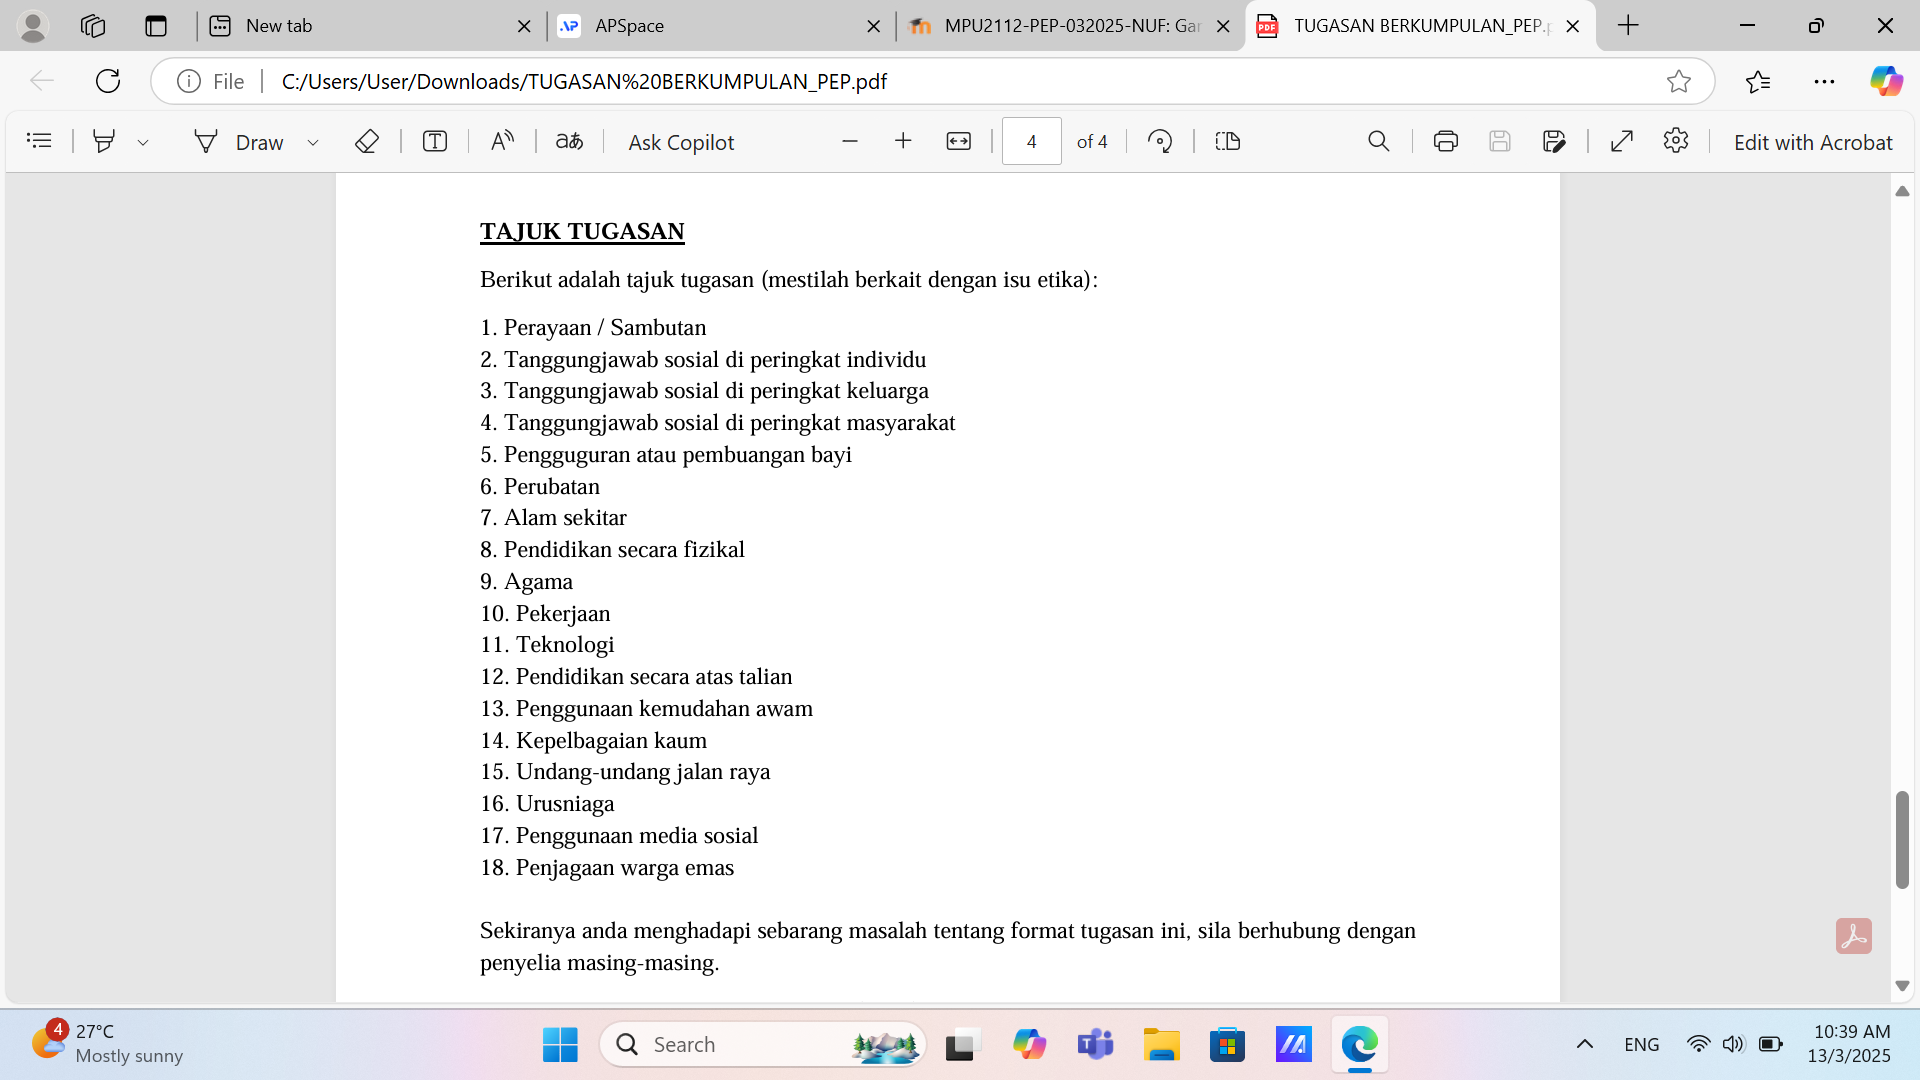 New tab
APSpace
MPU2112-PEP-032025-NUF: Gar
TUGASAN BERKUMPULAN_PEP.p
File
C:/Users/User/Downloads/TUGASAN%20BERKUMPULAN_PEP.pdf
Draw
Ask Copilot
4
of 4
Edit with Acrobat
TAJUK TUGASAN
Berikut adalah tajuk tugasan (mestilah berkait dengan isu etika):
1. Perayaan / Sambutan
2. Tanggungjawab sosial di peringkat individu
3. Tanggungjawab sosial di peringkat keluarga
4. Tanggungjawab sosial di peringkat masyarakat
5. Pengguguran atau pembuangan bayi
6. Perubatan
7. Alam sekitar
8. Pendidikan secara fizikal
9. Agama
10. Pekerjaan
11. Teknologi
12. Pendidikan secara atas talian
13. Penggunaan kemudahan awam
14. Kepelbagaian kaum
15. Undang-undang jalan raya
16. Urusniaga
17. Penggunaan media sosial
18. Penjagaan warga emas
Sekiranya anda menghadapi sebarang masalah tentang format tugasan ini, sila berhubung dengan
penyelia masing-masing.
4
27°C
Mostly sunny
Search
ENG
10:39 AM
13/3/2025